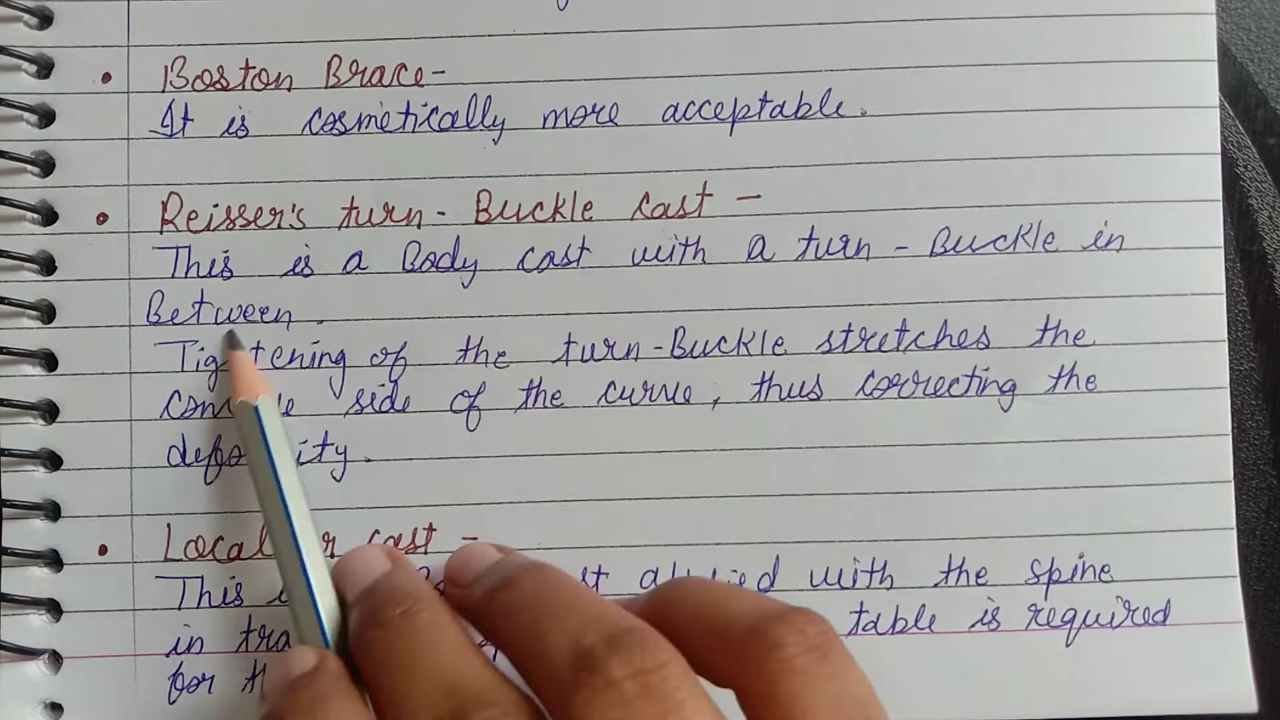 • Boston Brace-
It is cosmetically more acceptable.
• Reisser's turn-Buckle cast -
This is a Body cast with a turn-Buckle in
Between.
of the turn-Buckle stretches the
side of the curve, thus correcting the
• cast -
This with the spine
in table is required
for